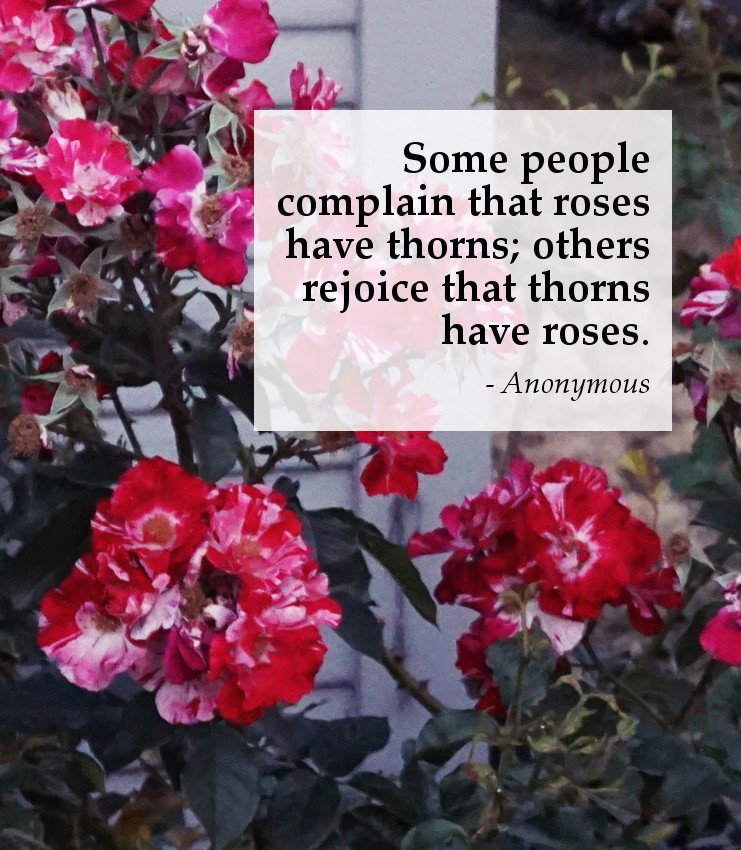 Some people
complain that roses
have thorns; others
rejoice that thorns
have roses.
- Anonymous